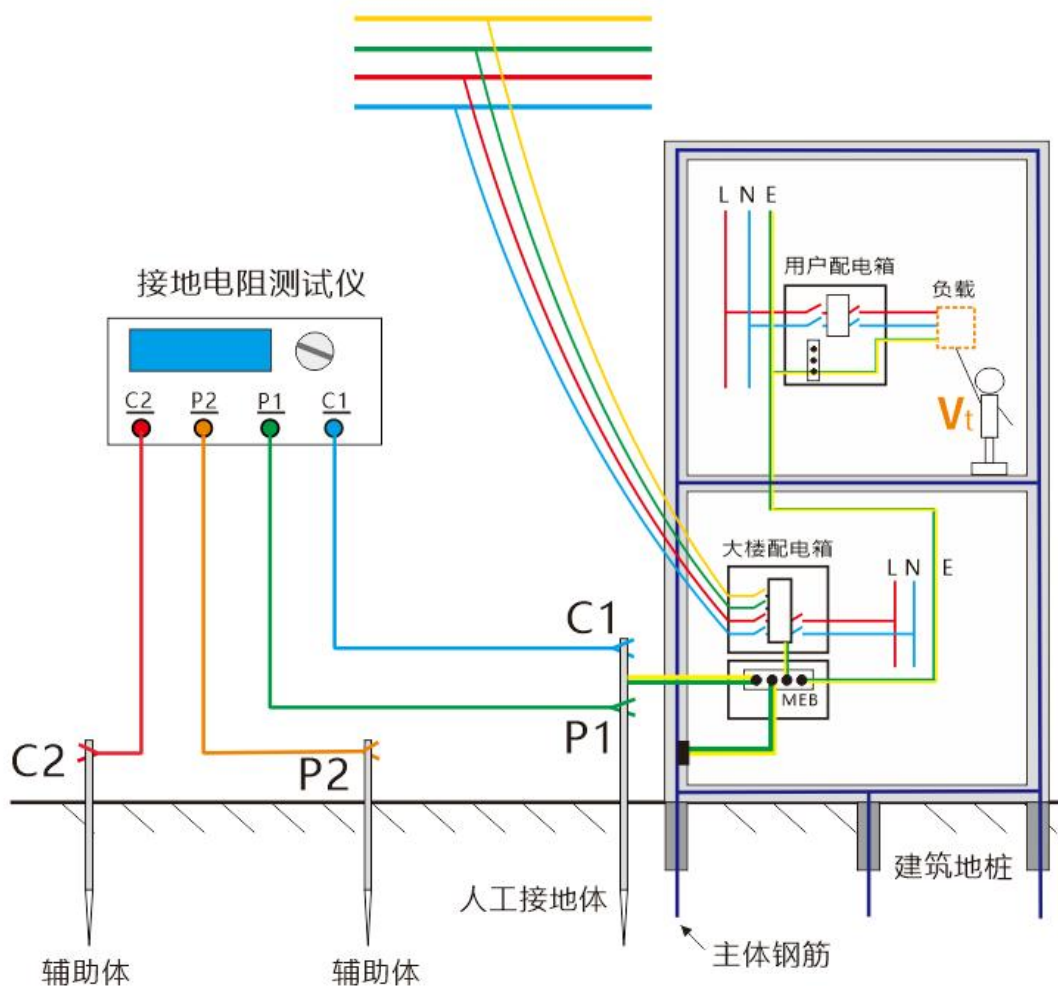 L N E
用户配电箱
负载
接地电阻测试仪
C2 P2 P1 C1
Vt
大楼配电箱
L N E
C1
MEB
P1
C2
P2
建筑地桩
人工接地体
主体钢筋
辅助体
辅助体